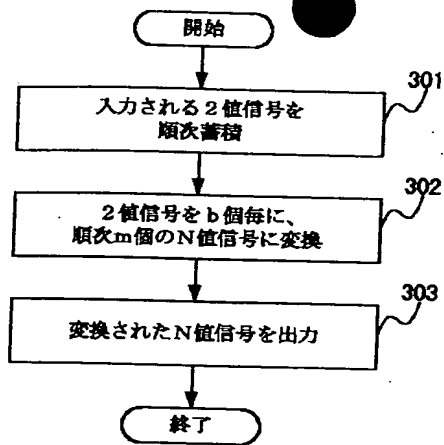 開始
301
入力される2値信号を
順次蓄積
302
2値信号をb個毎に、
順次m個のN値信号に変換
303
変換されたN値信号を出力
終了